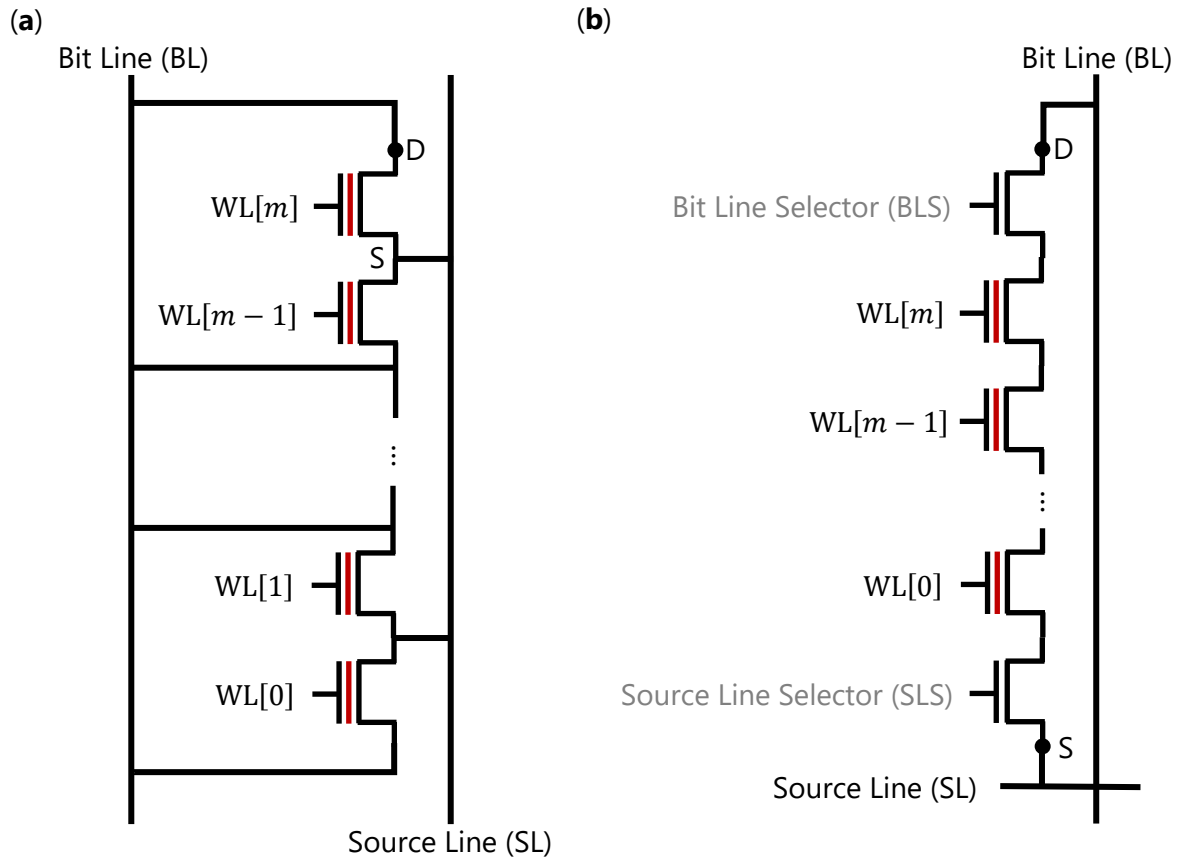 (a)
Bit Line (BL)
D
WL[m]
S
WL[m − 1]
⋮
WL[1]
WL[0]
Source Line (SL)
(b)
Bit Line (BL)
D
Bit Line Selector (BLS)
WL[m]
WL[m − 1]
⋮
WL[0]
Source Line Selector (SLS)
S
Source Line (SL)